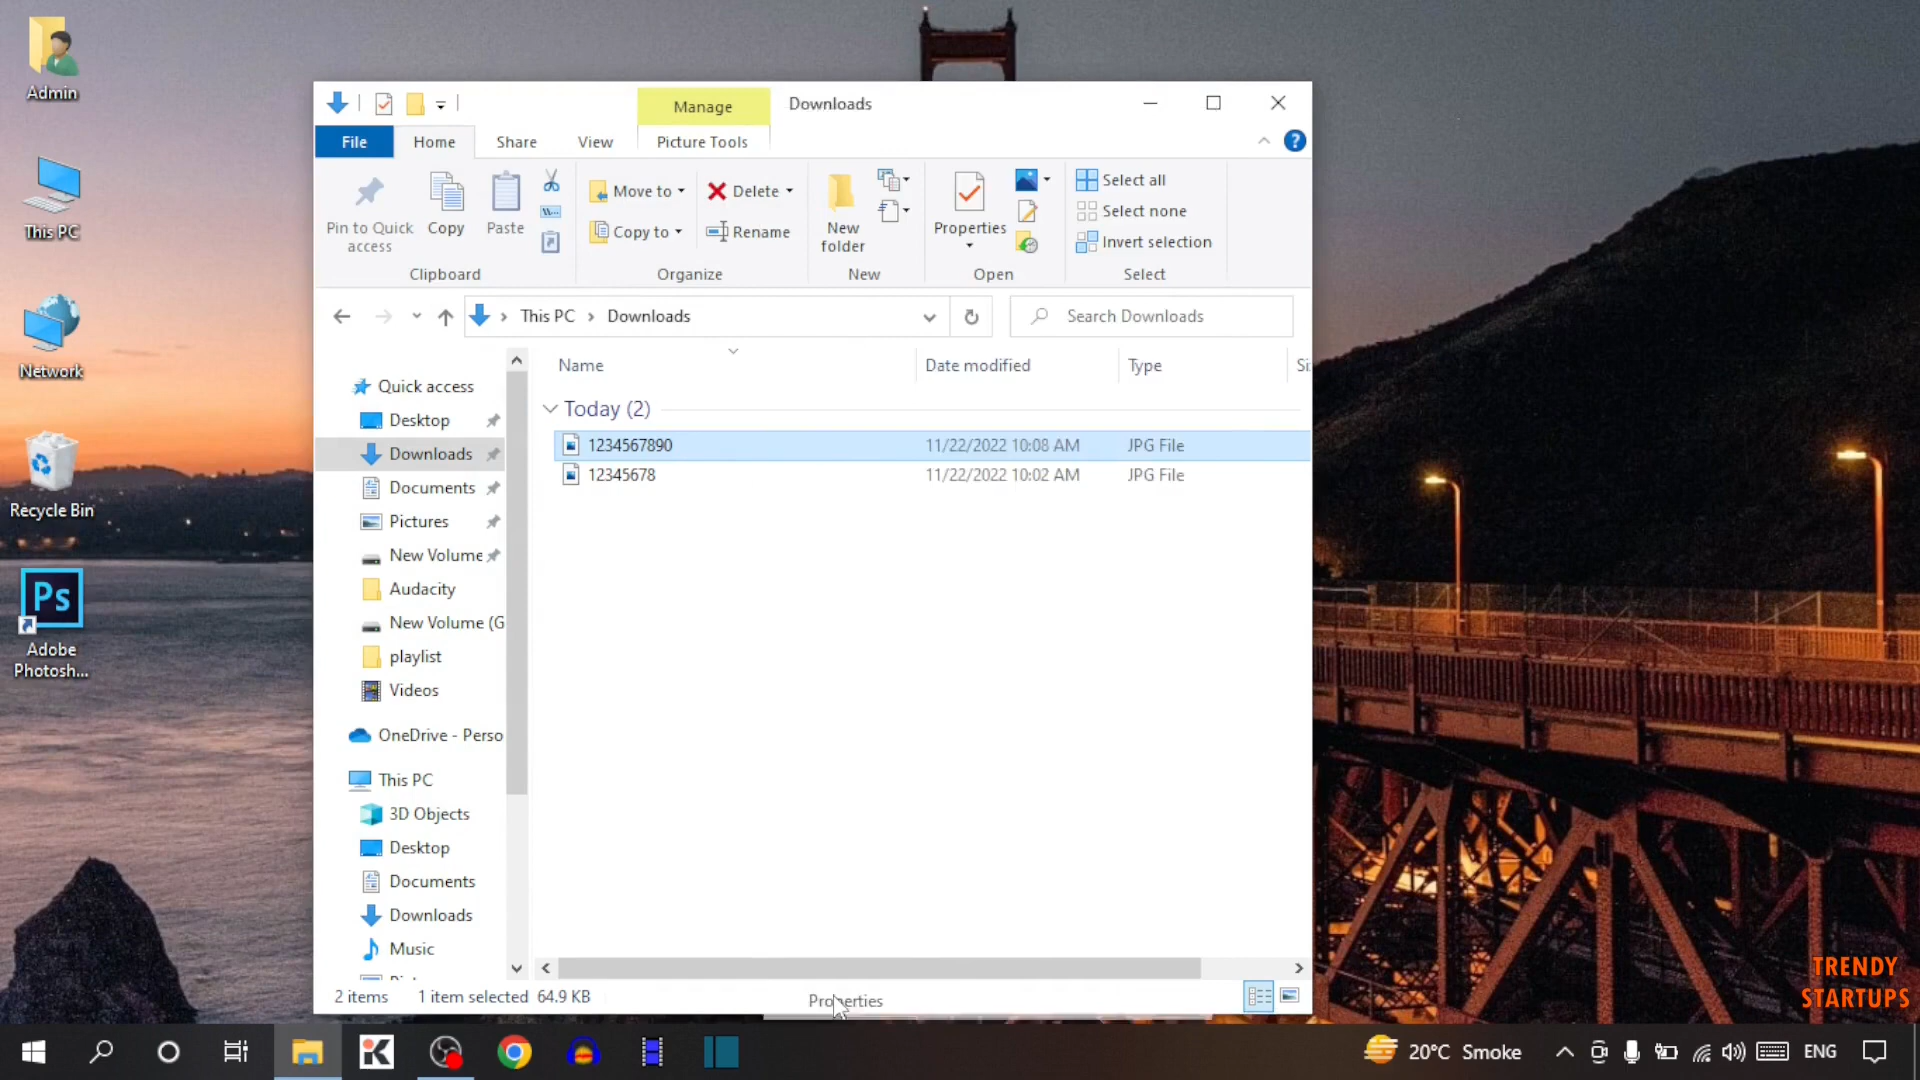 Admin
This PC
Network
Recycle Bin
Ps
Adobe
Photosh...
Manage
Downloads
File
Home
Share
View
Picture Tools
Pin to Quick
access
Copy
Paste
Move to
Copy to
Delete
Rename
New
folder
Properties
Select all
Select none
Invert selection
Clipboard
Organize
New
Open
Select
This PC
Downloads
Search Downloads
Name
Date modified
Type
Si
Today (2)
1234567890
11/22/2022 10:08 AM
JPG File
12345678
11/22/2022 10:02 AM
JPG File
Quick access
Desktop
Downloads
Documents
Pictures
New Volume
Audacity
New Volume (G
playlist
Videos
OneDrive - Perso
This PC
3D Objects
Desktop
Documents
Downloads
Music
2 items
1 item selected 64.9 KB
Properties
TRENDY
STARTUPS
20°C Smoke
ENG